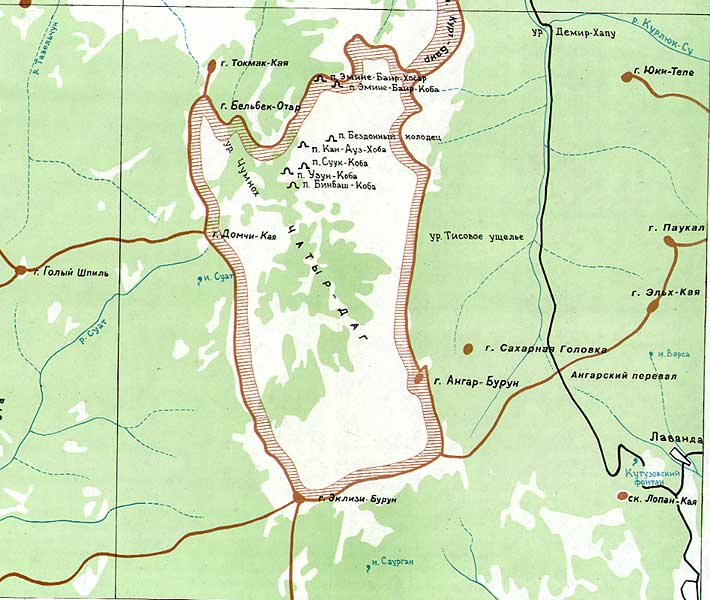 р. Тавельчук
г. Токмак-Кая
г. Бельбек-Отар
Курт-Баир
ур. Демир-Хапу
р. Курлюк-Су
г. Юки-Тепе
п. Эмине-Баир-Хосар
п. Эмине-Баир-Коба
п. Бездонный колодец
п. Кан-Ауз-Хоба
п. Суук-Коба
п. Узун-Коба
п. Бинбаш-Коба
ур. Чумнох
ЧАТЫР-ДАГ
г. Домчи-Кая
ур. Тисовое ущелье
г. Паукал
г. Голый Шпиль
и. Суат
р. Суат
г. Эльх-Кая
г. Сахарная Головка
и. Верса
г. Ангар-Бурун
Ангарский перевал
Лаванда
Кутузовский
фонтан
г. Эклизи-Бурун
ск. Лопан-Кая
и. Саурган